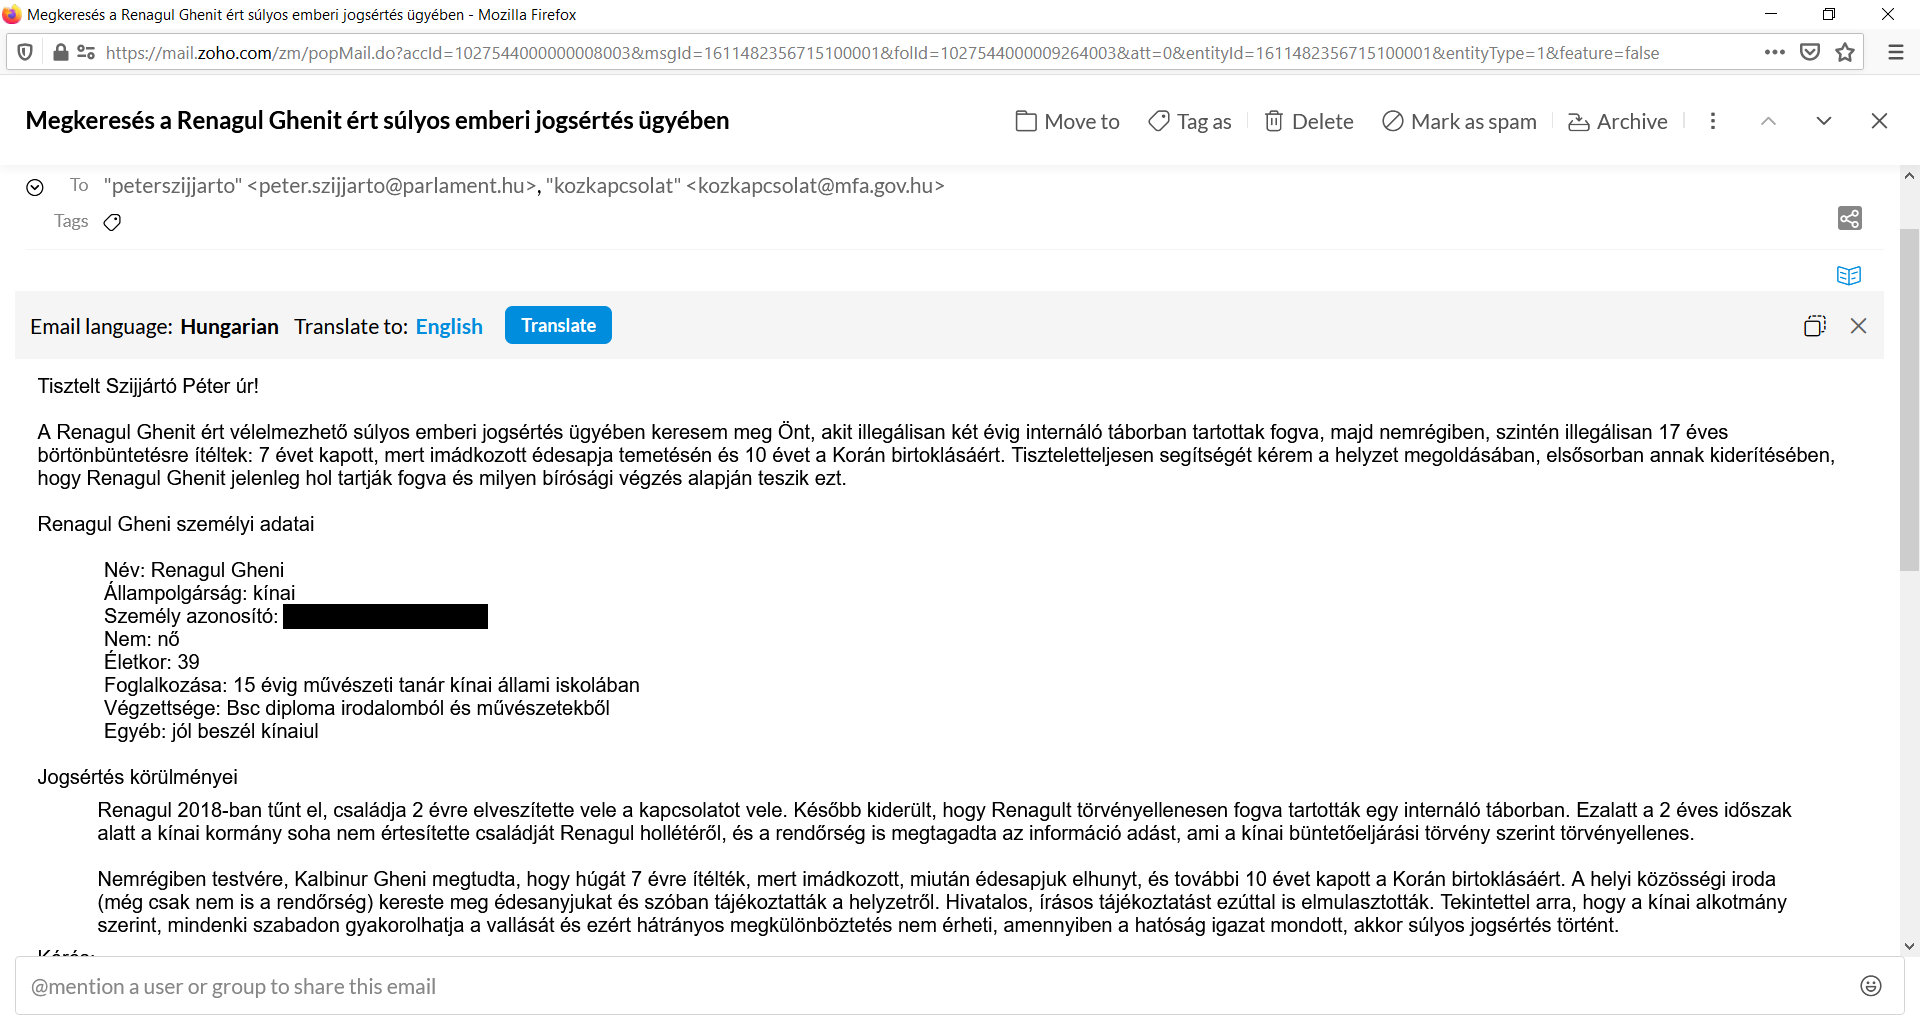 Megkeresés a Renagul Ghenit ért súlyos emberi jogsértés ügyében - Mozilla Firefox
https://mail.zoho.com/zm/popMail.do?accId=1027544000000008003&msgId=1611482356715100001&folId=1027544000009264003&att=0&entityId=1611482356715100001&entityType=1&feature=false
Megkeresés a Renagul Ghenit ért súlyos emberi jogsértés ügyében Move to Tag as Delete Mark as spam Archive
To "peterszijjarto" <peter.szijjarto@parlament.hu>, "kozkapcsolat" <kozkapcsolat@mfa.gov.hu>
Tags
Email language: Hungarian Translate to: English Translate
Tisztelt Szijjártó Péter úr!
A Renagul Ghenit ért vélelmezhető súlyos emberi jogsértés ügyében keresem meg Önt, akit illegálisan két évig internáló táborban tartottak fogva, majd nemrégiben, szintén illegálisan 17 éves
börtönbüntetésre ítéltek: 7 évet kapott, mert imádkozott édesapja temetésén és 10 évet a Korán birtoklásáért. Tiszteletteljesen segítségét kérem a helyzet megoldásában, elsősorban annak kiderítésében,
hogy Renagul Ghenit jelenleg hol tartják fogva és milyen bírósági végzés alapján teszik ezt.
Renagul Gheni személyi adatai
Név: Renagul Gheni
Állampolgárság: kínai
Személy azonosító:
Nem: nő
Életkor: 39
Foglalkozása: 15 évig művészeti tanár kínai állami iskolában
Végzettsége: Bsc diploma irodalomból és művészetekből
Egyéb: jól beszél kínaiul
Jogsértés körülményei
Renagul 2018-ban tűnt el, családja 2 évre elveszítette vele a kapcsolatot vele. Később kiderült, hogy Renagult törvényellenesen fogva tartották egy internáló táborban. Ezalatt a 2 éves időszak
alatt a kínai kormány soha nem értesítette családját Renagul hollétéről, és a rendőrség is megtagadta az információ adást, ami a kínai büntetőeljárási törvény szerint törvényellenes.
Nemrégiben testvére, Kalbinur Gheni megtudta, hogy húgát 7 évre ítélték, mert imádkozott, miután édesapjuk elhunyt, és további 10 évet kapott a Korán birtoklásáért. A helyi közösségi iroda
(még csak nem is a rendőrség) kereste meg édesanyjukat és szóban tájékoztatták a helyzetről. Hivatalos, írásos tájékoztatást ezúttal is elmulasztották. Tekintettel arra, hogy a kínai alkotmány
szerint, mindenki szabadon gyakorolhatja a vallását és ezért hátrányos megkülönböztetés nem érheti, amennyiben a hatóság igazat mondott, akkor súlyos jogsértés történt.
@mention a user or group to share this email